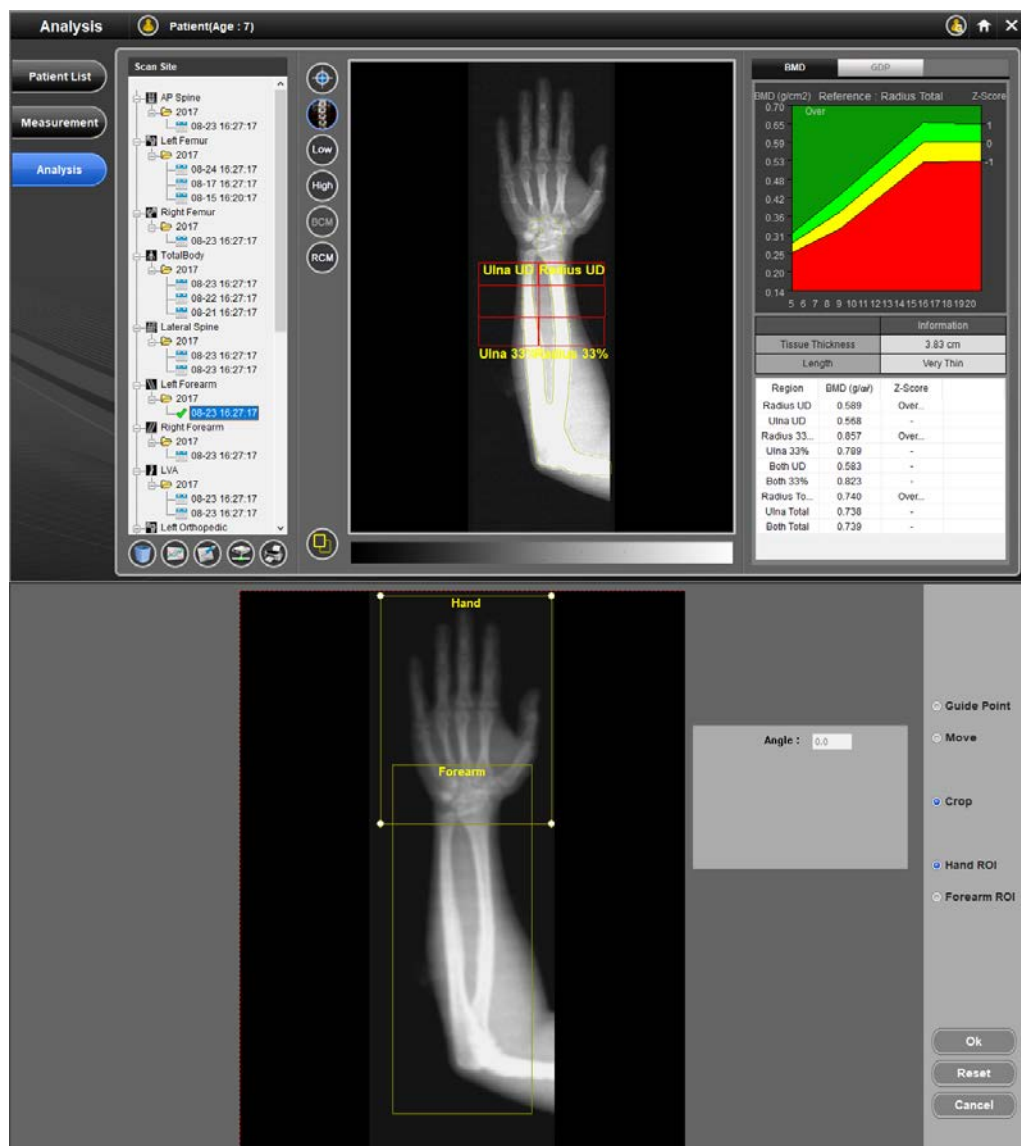 Analysis
Patient(Age : 7)
Patient List
Measurement
Analysis
Scan Site
AP Spine
2017
08-23 16:27:17
Left Femur
2017
08-24 16:27:17
08-17 16:27:17
08-15 16:20:17
Right Femur
2017
08-23 16:27:17
TotalBody
2017
08-23 16:27:17
08-22 16:27:17
08-21 16:27:17
Lateral Spine
2017
08-23 16:27:17
08-23 16:27:17
Left Forearm
2017
08-23 16:27:17
Right Forearm
2017
08-23 16:27:17
LVA
2017
08-23 16:27:17
08-23 16:27:17
Left Orthopedic
Low
High
BCM
RCM
Ulna UD Radius UD
Ulna 33% Radius 33%
BMD GDP
BMD (g/cm2) Reference : Radius Total Z-Score
Over
0.70
0.65 1
0.59 0
0.53 -1
0.48
0.42
0.36
0.31
0.25
0.20
0.14
5 6 7 8 9 10 11 12 13 14 15 16 17 18 19 20
Information
Tissue Thickness 3.83 cm
Length Very Thin
Region BMD (g/㎠) Z-Score
Radius UD 0.589 Over...
Ulna UD 0.568 -
Radius 33... 0.857 Over...
Ulna 33% 0.789 -
Both UD 0.583 -
Both 33% 0.823 -
Radius To... 0.740 Over...
Ulna Total 0.738 -
Both Total 0.739 -
Hand
Forearm
Angle : 0.0
Guide Point
Move
Crop
Hand ROI
Forearm ROI
Ok
Reset
Cancel